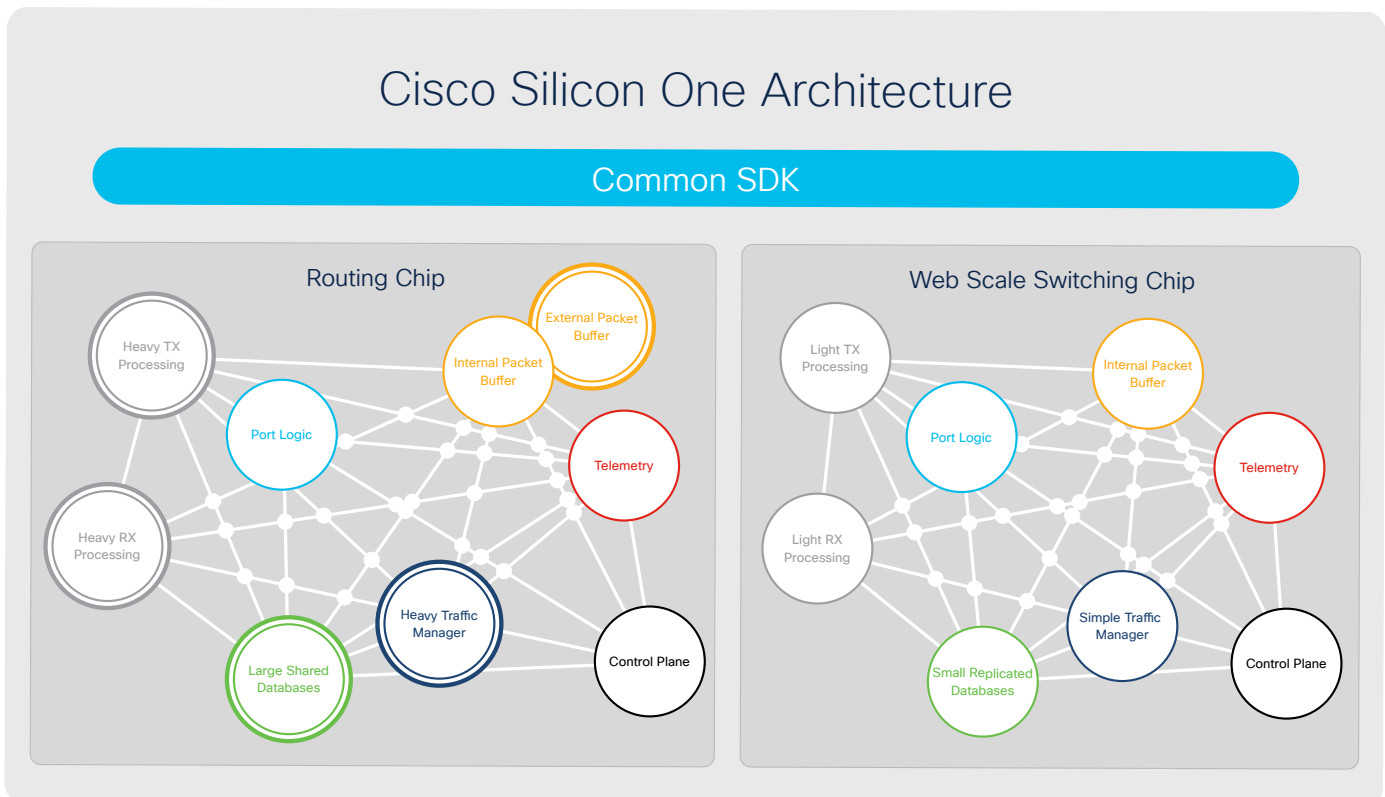 Cisco Silicon One Architecture
Common SDK
Routing Chip
Heavy TX
Processing
Port Logic
Internal Packet
Buffer
External Packet
Buffer
Telemetry
Heavy RX
Processing
Large Shared
Databases
Heavy Traffic
Manager
Control Plane
Web Scale Switching Chip
Light TX
Processing
Port Logic
Internal Packet
Buffer
Telemetry
Light RX
Processing
Small Replicated
Databases
Simple Traffic
Manager
Control Plane